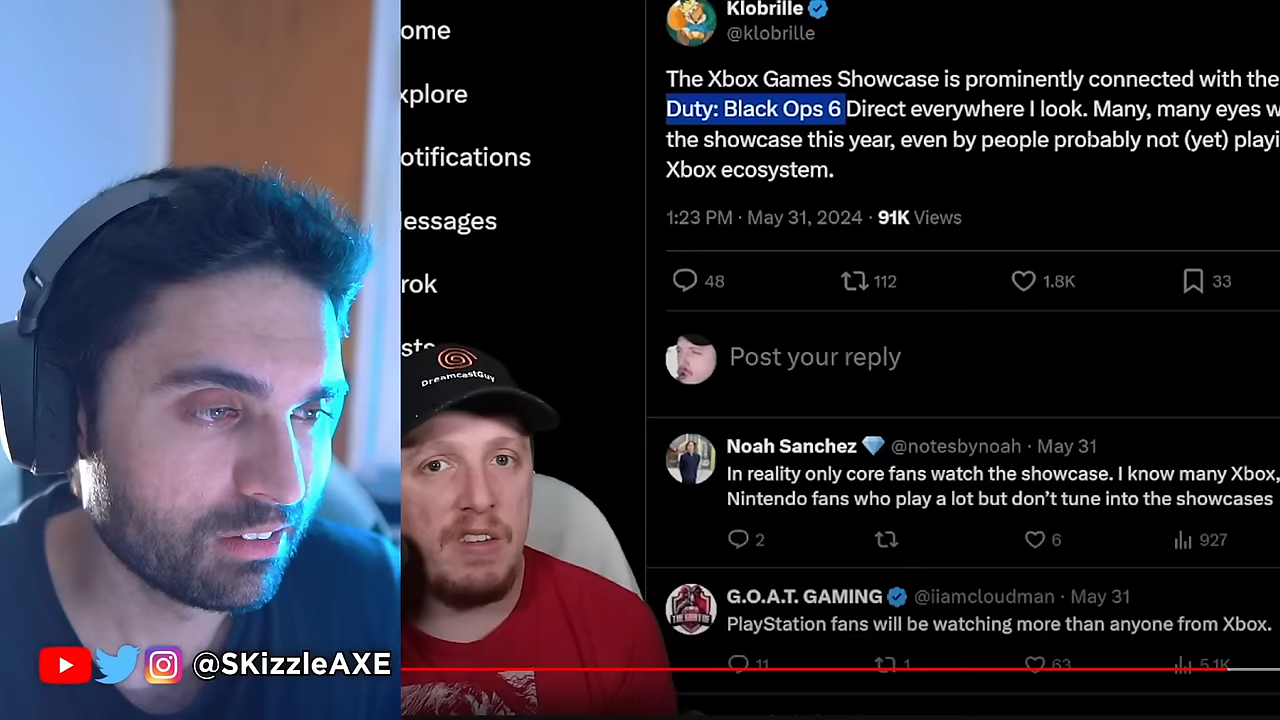 Klobrille
@klobrille
The Xbox Games Showcase is prominently connected with the
Duty: Black Ops 6 Direct everywhere I look. Many, many eyes w
the showcase this year, even by people probably not (yet) playi
Xbox ecosystem.
1:23 PM · May 31, 2024 · 91K Views
48 112 1.8K 33
Post your reply
Noah Sanchez 💎 @notesbynoah · May 31
In reality only core fans watch the showcase. I know many Xbox,
Nintendo fans who play a lot but don’t tune into the showcases
2 6 927
G.O.A.T. GAMING @iiamcloudman · May 31
PlayStation fans will be watching more than anyone from Xbox.
11 1 63 5.1K
ome
xplore
otifications
essages
rok
sts
DreamcastGuy
@SKizzleAXE